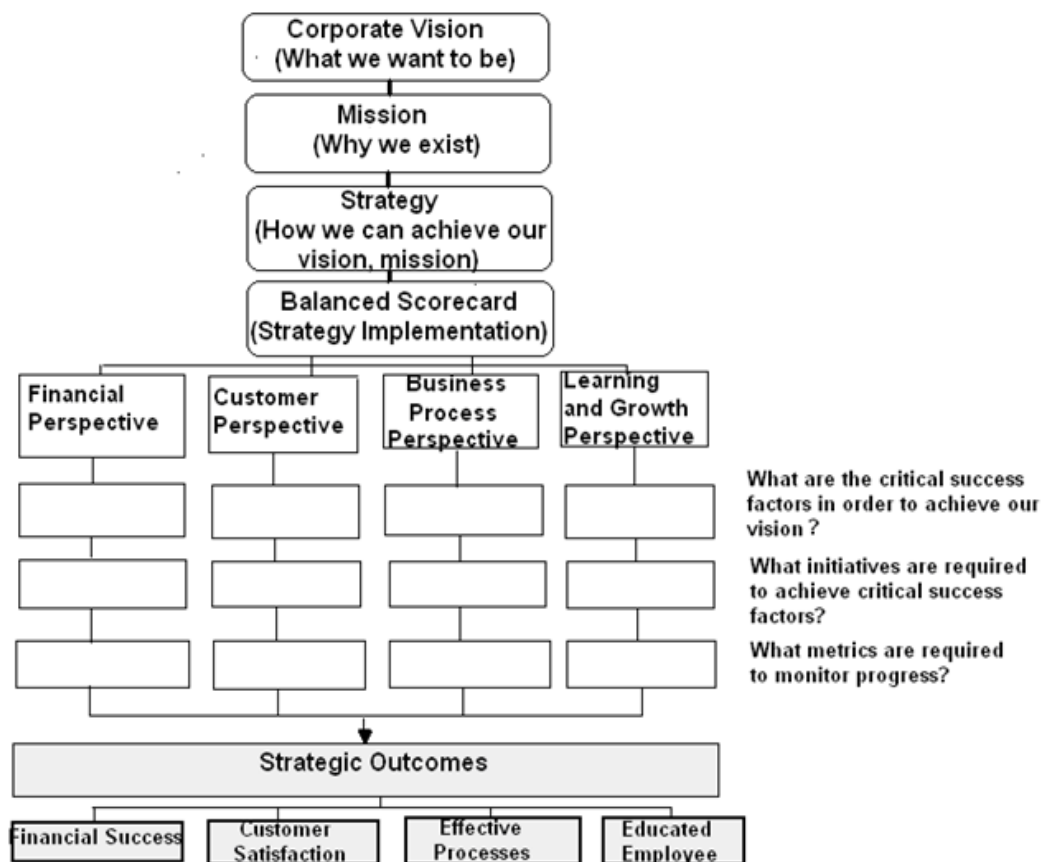 Corporate Vision
(What we want to be)
Mission
(Why we exist)
Strategy
(How we can achieve our
vision, mission)
Balanced Scorecard
(Strategy Implementation)
Financial
Perspective
Customer
Perspective
Business
Process
Perspective
Learning
and Growth
Perspective
What are the critical success
factors in order to achieve our
vision ?
What initiatives are required
to achieve critical success
factors?
What metrics are required
to monitor progress?
Strategic Outcomes
Financial Success
Customer
Satisfaction
Effective
Processes
Educated
Employee